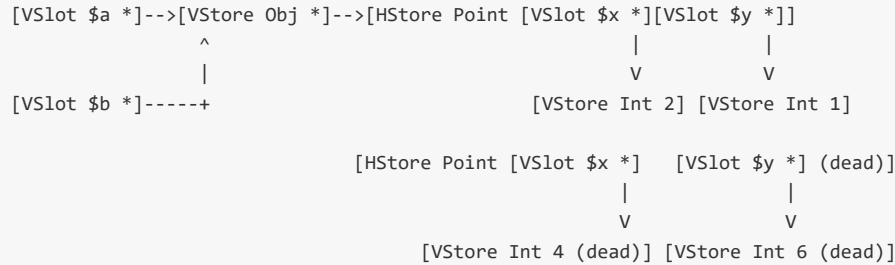 [VSlot $a *]-->[VStore Obj *]-->[HStore Point [VSlot $x *][VSlot $y *]]
^ | |
| V V
[VSlot $b *]-----+ [VStore Int 2] [VStore Int 1]
[HStore Point [VSlot $x *] [VSlot $y *] (dead)]
| |
V V
[VStore Int 4 (dead)] [VStore Int 6 (dead)]